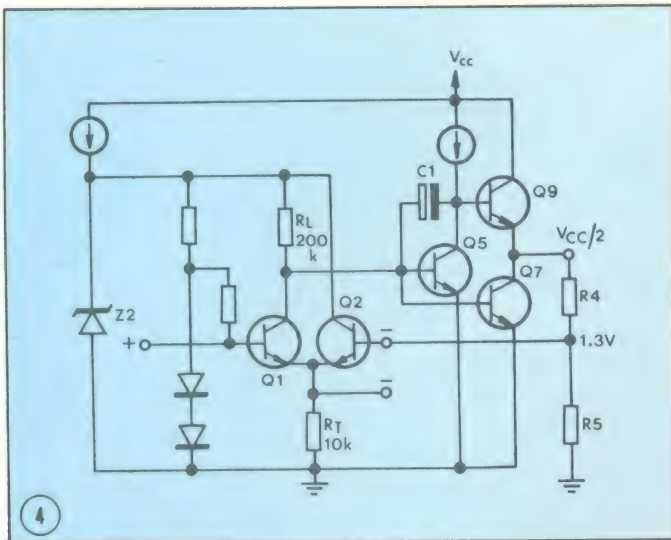 Vcc
C1
Q9
RL
200
k
Q5
VCC/2
Z2
Q2
Q7
R4
+
−
1.3V
Q1
−
RT
10k
R5
4